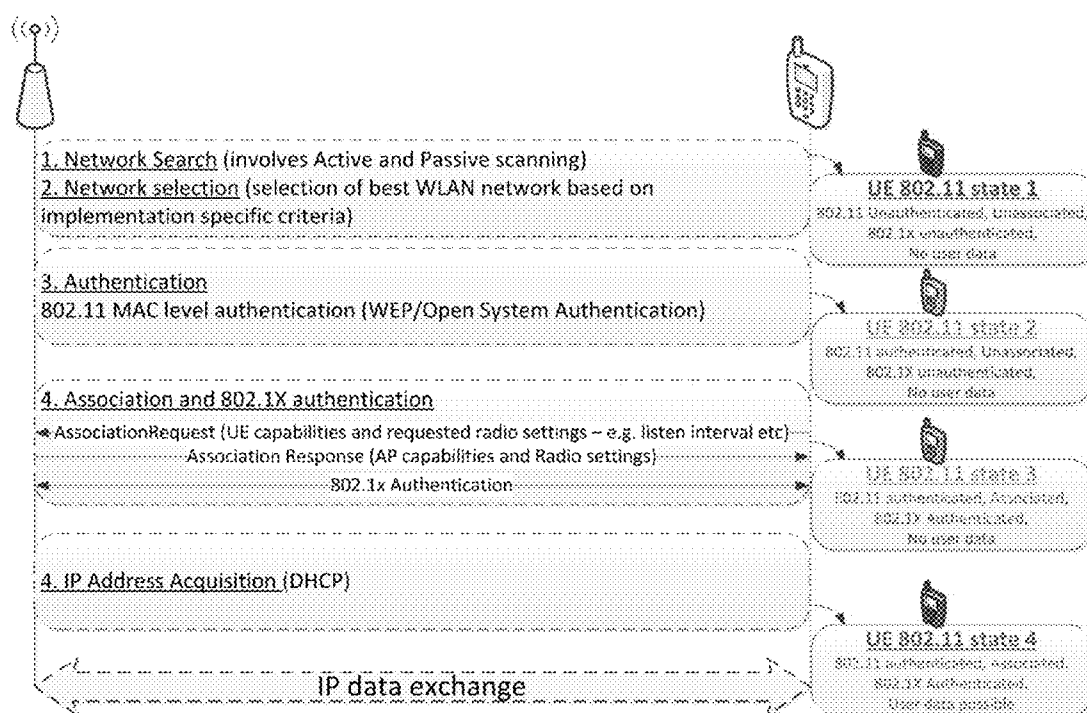 1. Network Search (involves Active and Passive scanning)
2. Network selection (selection of best WLAN network based on
implementation specific criteria)
UE 802.11 state 1
802.11 Unauthenticated, Unassociated,
802.1X unauthenticated,
No user data
3. Authentication
802.11 MAC level authentication (WEP/Open System Authentication)
UE 802.11 state 2
802.11 authenticared, Unassociated,
802.1X unauthenticated,
No user data
4. Association and 802.1X authentication
AssociationRequest (UE capabilities and requested radio settings – e.g. listen interval etc)
Association Response (AP capabilities and Radio settings)
802.1x Authentication
UE 802.11 state 3
802.11 authenticated, Associated,
802.1X Authenticated,
No user data
4. IP Address Acquisition (DHCP)
UE 802.11 state 4
802.11 authenticated, Associated,
802.1X Authenticated,
User data possible
IP data exchange